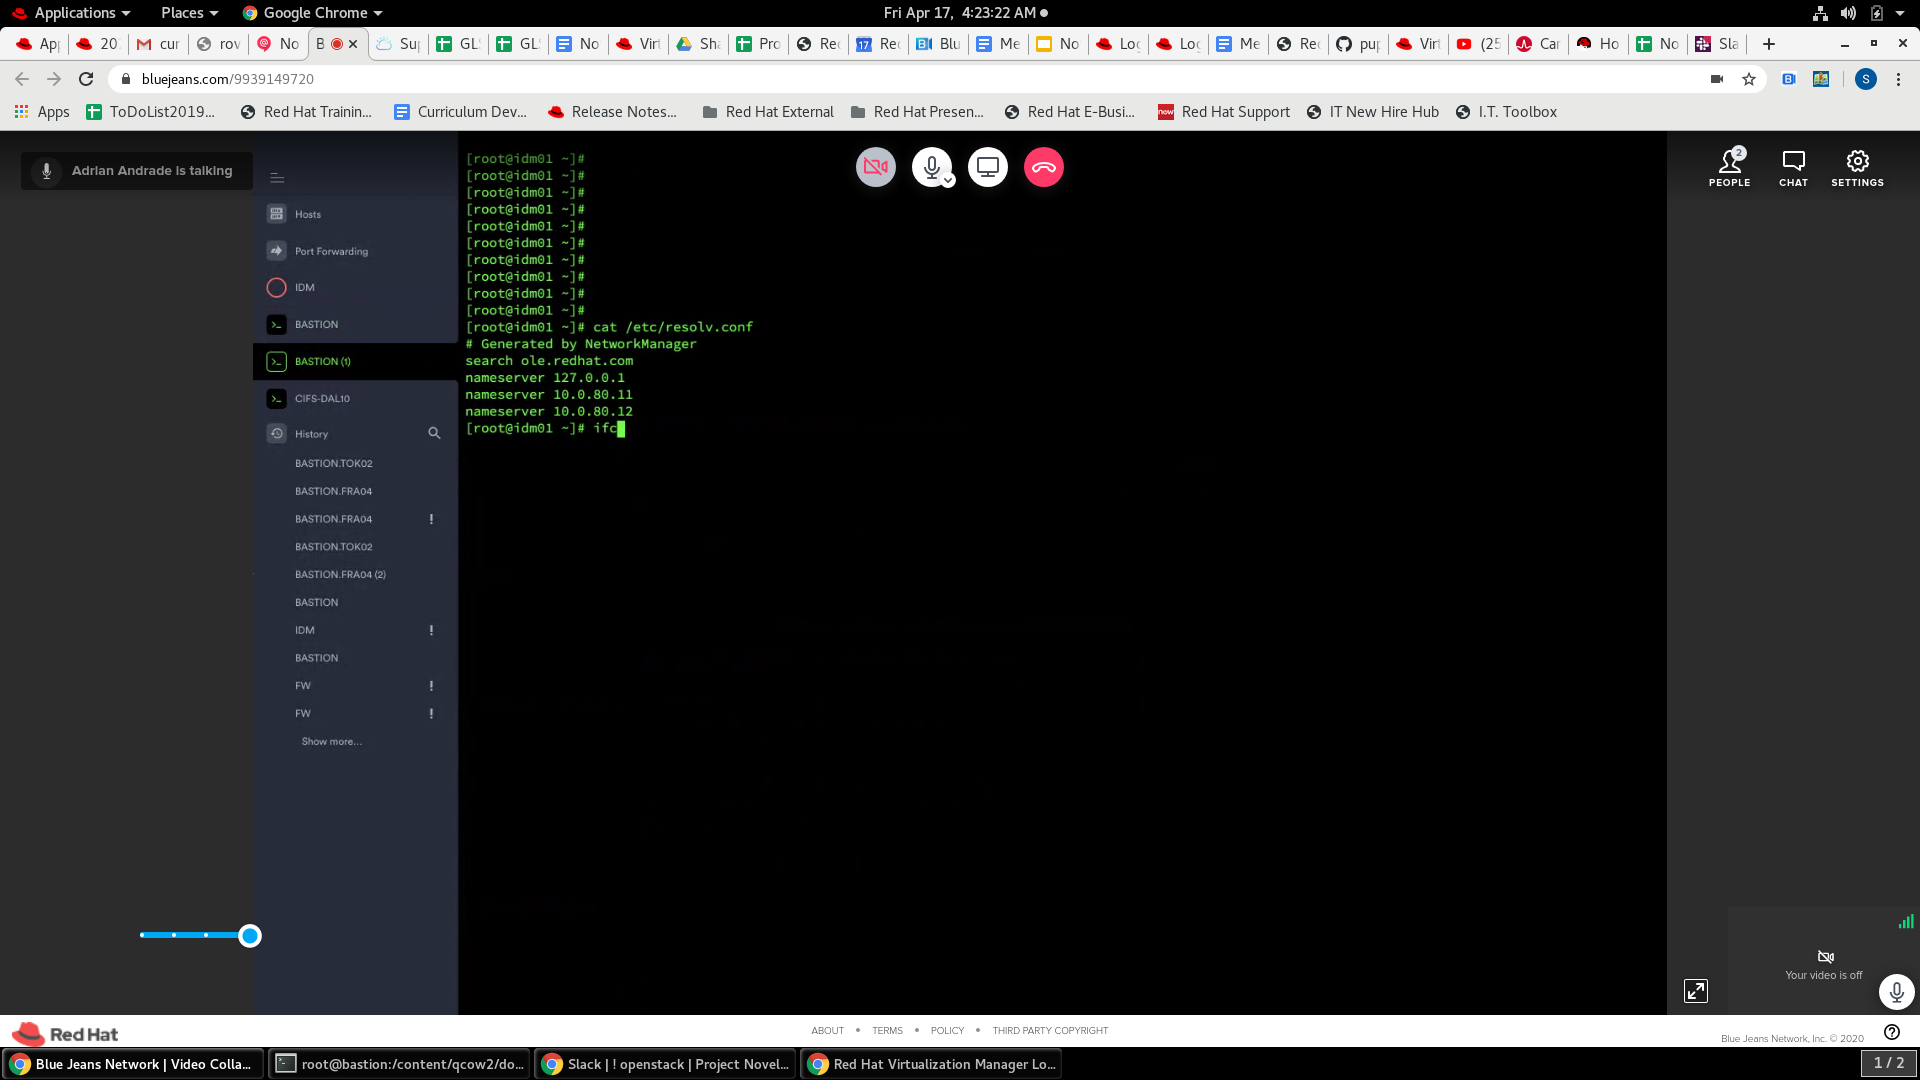 Applications
Places
Google Chrome
Fri Apr 17, 4:23:22 AM
Ap
20
cur
rov
No
B
Su
GL
GL
No
Virt
Sha
Pro
Rec
17
Rec
Blu
Me
No
Log
Log
Me
Rec
pup
Virt
(25
Car
Ho
No
Sla
bluejeans.com/9939149720
S
Apps
ToDoList2019...
Red Hat Trainin...
Curriculum Dev...
Release Notes...
Red Hat External
Red Hat Presen...
Red Hat E-Busi...
now
Red Hat Support
IT New Hire Hub
I.T. Toolbox
Adrian Andrade is talking
2
PEOPLE
CHAT
SETTINGS
Hosts
Port Forwarding
IDM
BASTION
BASTION (1)
CIFS-DAL10
History
BASTION.TOK02
BASTION.FRA04
BASTION.FRA04 !
BASTION.TOK02
BASTION.FRA04 (2)
BASTION
IDM !
BASTION
FW !
FW !
Show more...
[root@idm01 ~]#
[root@idm01 ~]#
[root@idm01 ~]#
[root@idm01 ~]#
[root@idm01 ~]#
[root@idm01 ~]#
[root@idm01 ~]#
[root@idm01 ~]#
[root@idm01 ~]#
[root@idm01 ~]#
[root@idm01 ~]# cat /etc/resolv.conf
# Generated by NetworkManager
search ole.redhat.com
nameserver 127.0.0.1
nameserver 10.0.80.11
nameserver 10.0.80.12
[root@idm01 ~]# ifc
Your video is off
Red Hat
ABOUT • TERMS • POLICY • THIRD PARTY COPYRIGHT
Blue Jeans Network, Inc. © 2020
Blue Jeans Network | Video Colla...
root@bastion:/content/qcow2/do...
Slack | ! openstack | Project Novel...
Red Hat Virtualization Manager Lo...
1 / 2